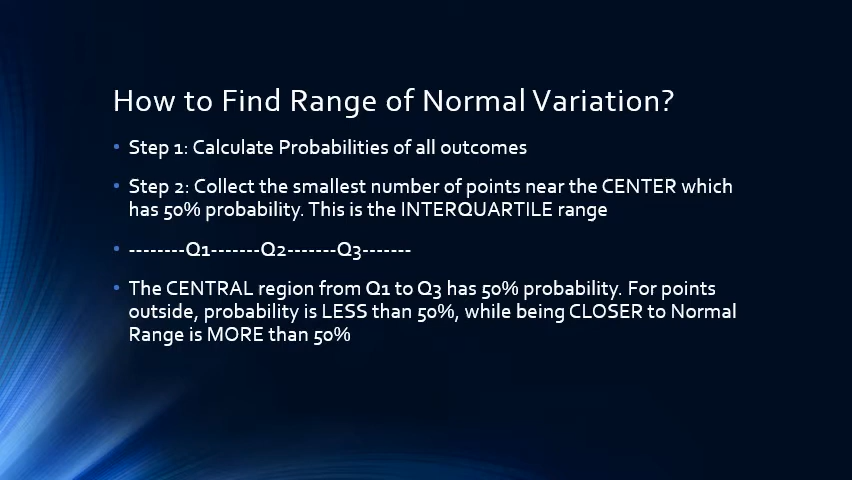 How to Find Range of Normal Variation?
• Step 1: Calculate Probabilities of all outcomes
• Step 2: Collect the smallest number of points near the CENTER which
has 50% probability. This is the INTERQUARTILE range
• --------Q1-------Q2-------Q3-------
• The CENTRAL region from Q1 to Q3 has 50% probability. For points
outside, probability is LESS than 50%, while being CLOSER to Normal
Range is MORE than 50%